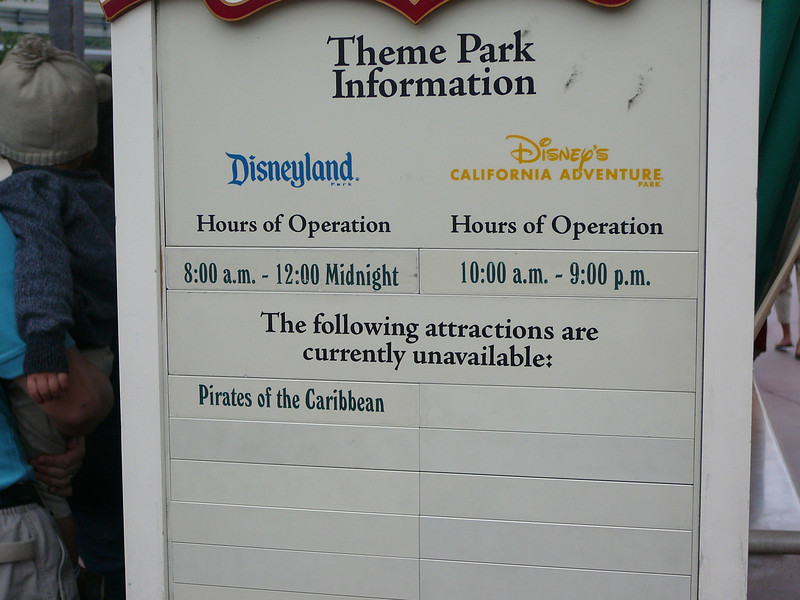 Theme Park
Information
Disneyland.
Park
Disney's
CALIFORNIA ADVENTURE
PARK
Hours of Operation
Hours of Operation
8:00 a.m. - 12:00 Midnight
10:00 a.m. - 9:00 p.m.
The following attractions are
currently unavailable:
Pirates of the Caribbean